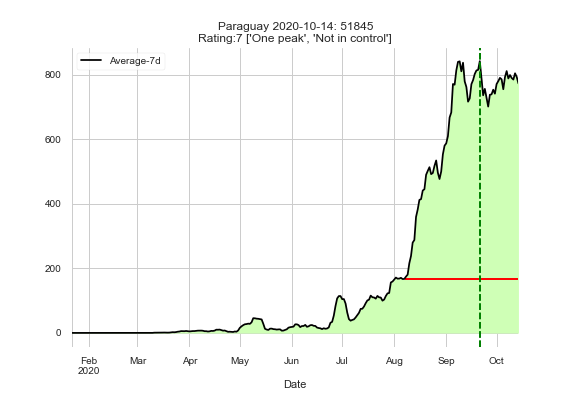 Paraguay 2020-10-14: 51845
Rating:7 ['One peak', 'Not in control']
Average-7d
800
600
400
200
0
Feb Mar Apr May Jun Jul Aug Sep Oct
2020
Date